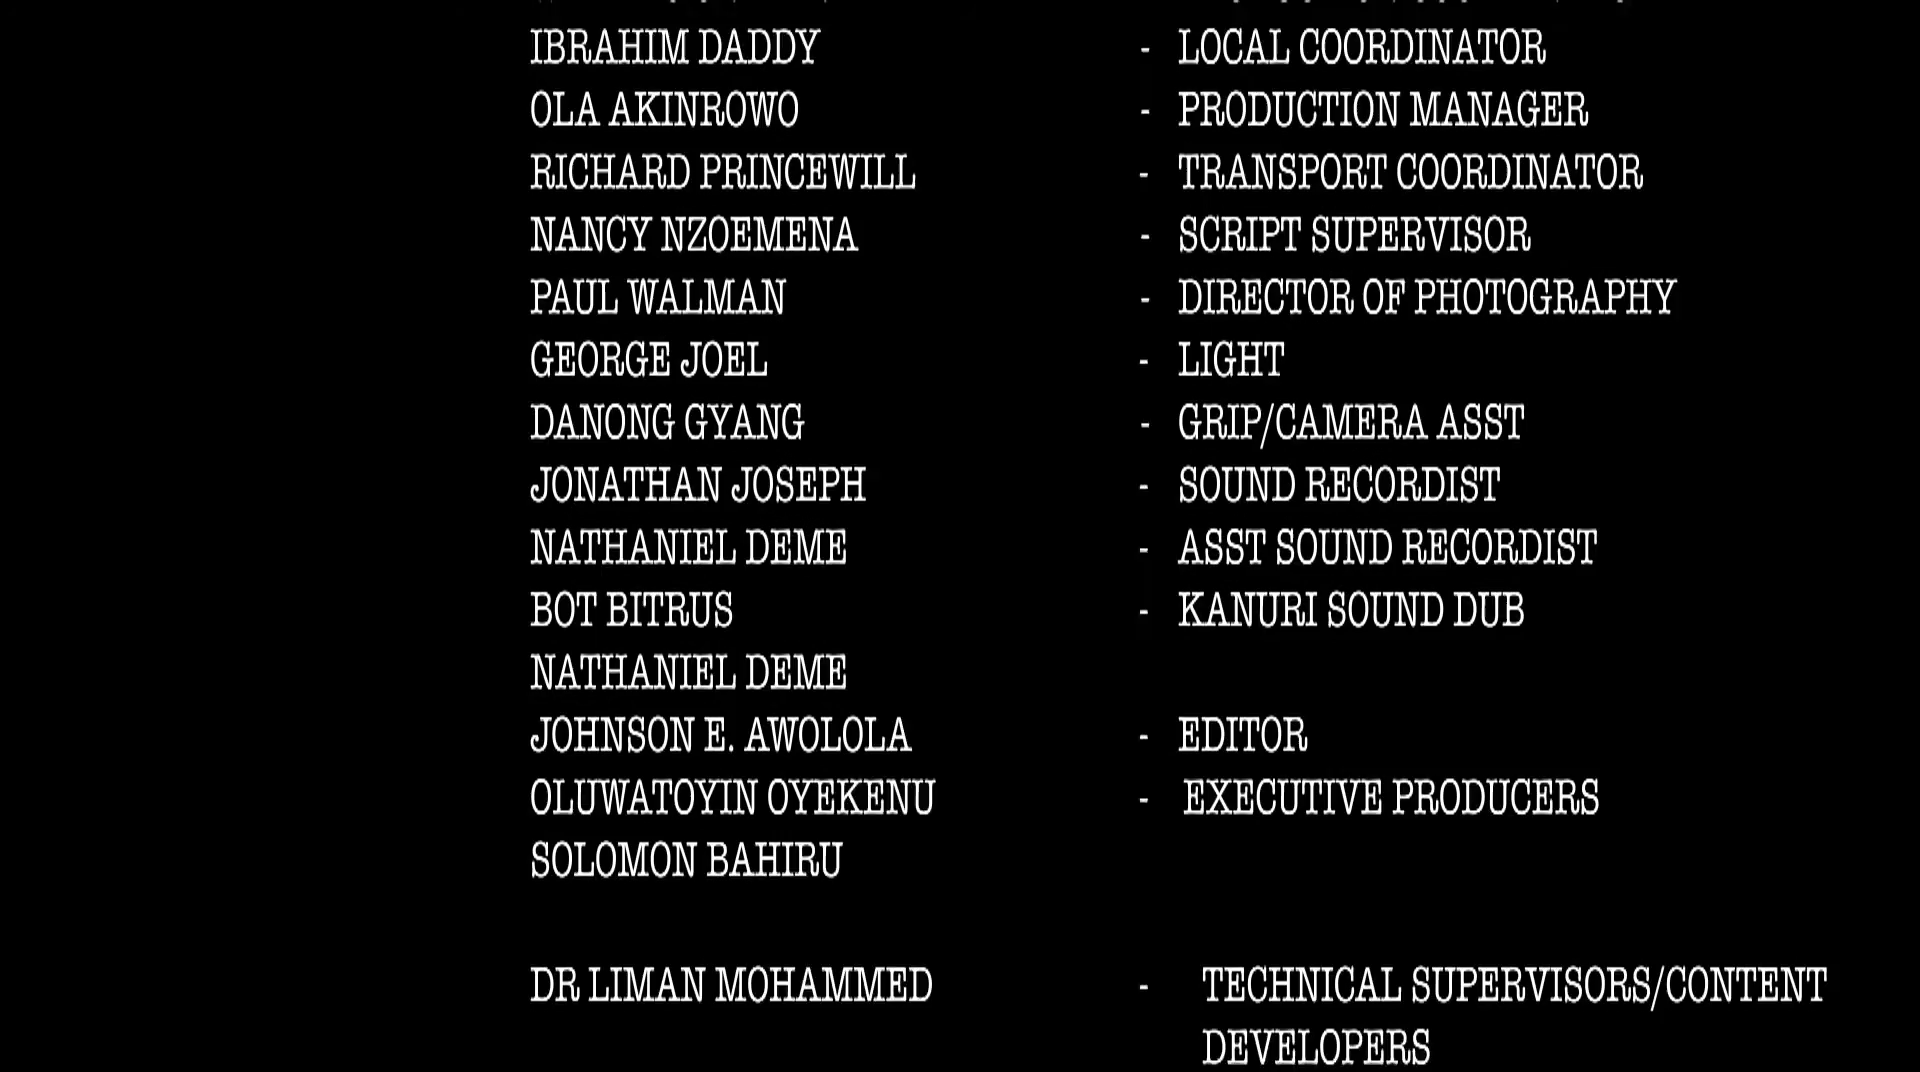 IBRAHIM DADDY - LOCAL COORDINATOR
OLA AKINROWO - PRODUCTION MANAGER
RICHARD PRINCEWILL - TRANSPORT COORDINATOR
NANCY NZOEMENA - SCRIPT SUPERVISOR
PAUL WALMAN - DIRECTOR OF PHOTOGRAPHY
GEORGE JOEL - LIGHT
DANONG GYANG - GRIP/CAMERA ASST
JONATHAN JOSEPH - SOUND RECORDIST
NATHANIEL DEME - ASST SOUND RECORDIST
BOT BITRUS - KANURI SOUND DUB
NATHANIEL DEME
JOHNSON E. AWOLOLA - EDITOR
OLUWATOYIN OYEKENU - EXECUTIVE PRODUCERS
SOLOMON BAHIRU
DR LIMAN MOHAMMED - TECHNICAL SUPERVISORS/CONTENT
DEVELOPERS